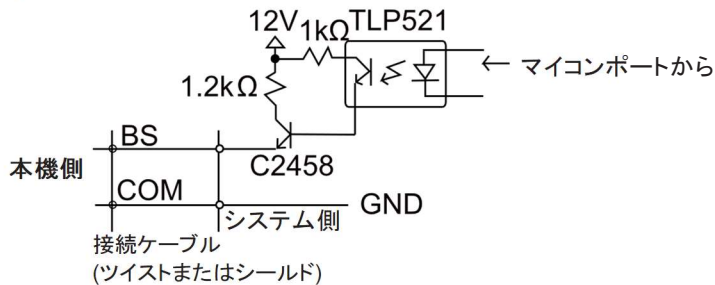 12V
1kΩ
TLP521
マイコンポートから
1.2kΩ
BS
本機側
C2458
COM
GND
システム側
接続ケーブル
(ツイストまたはシールド)